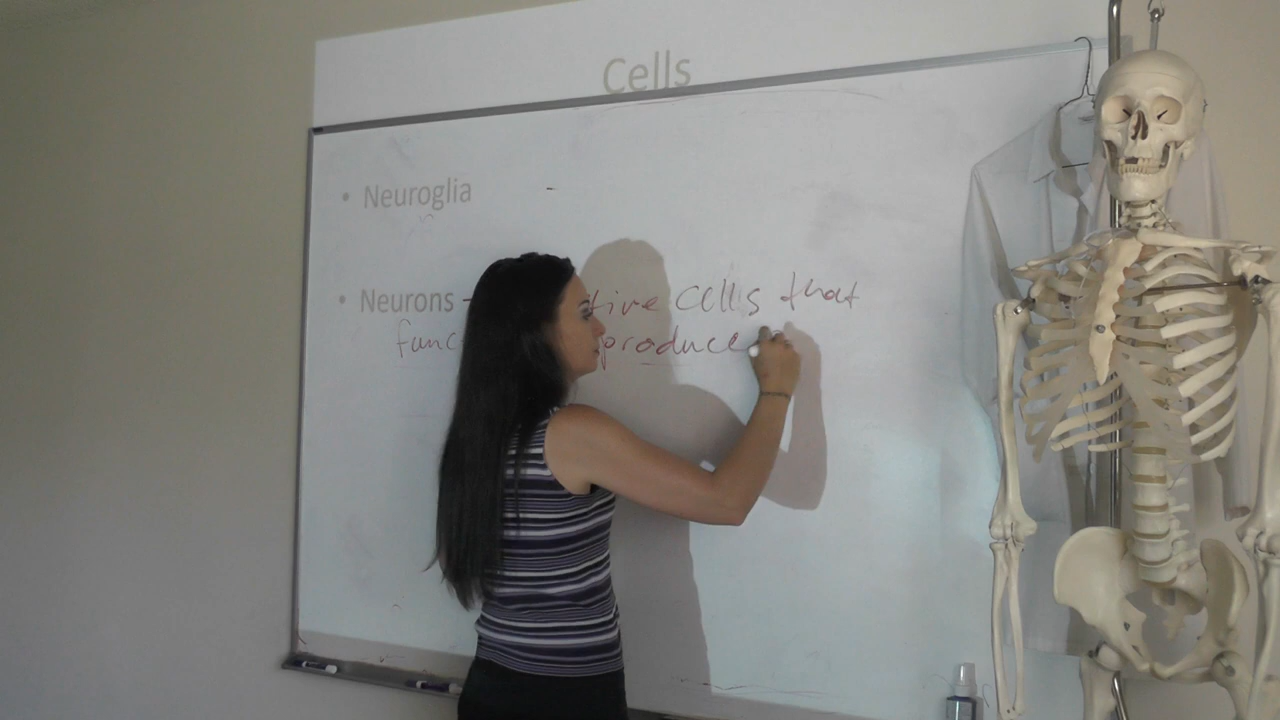 Cells
• Neuroglia
• Neurons - tive cells that
func produce